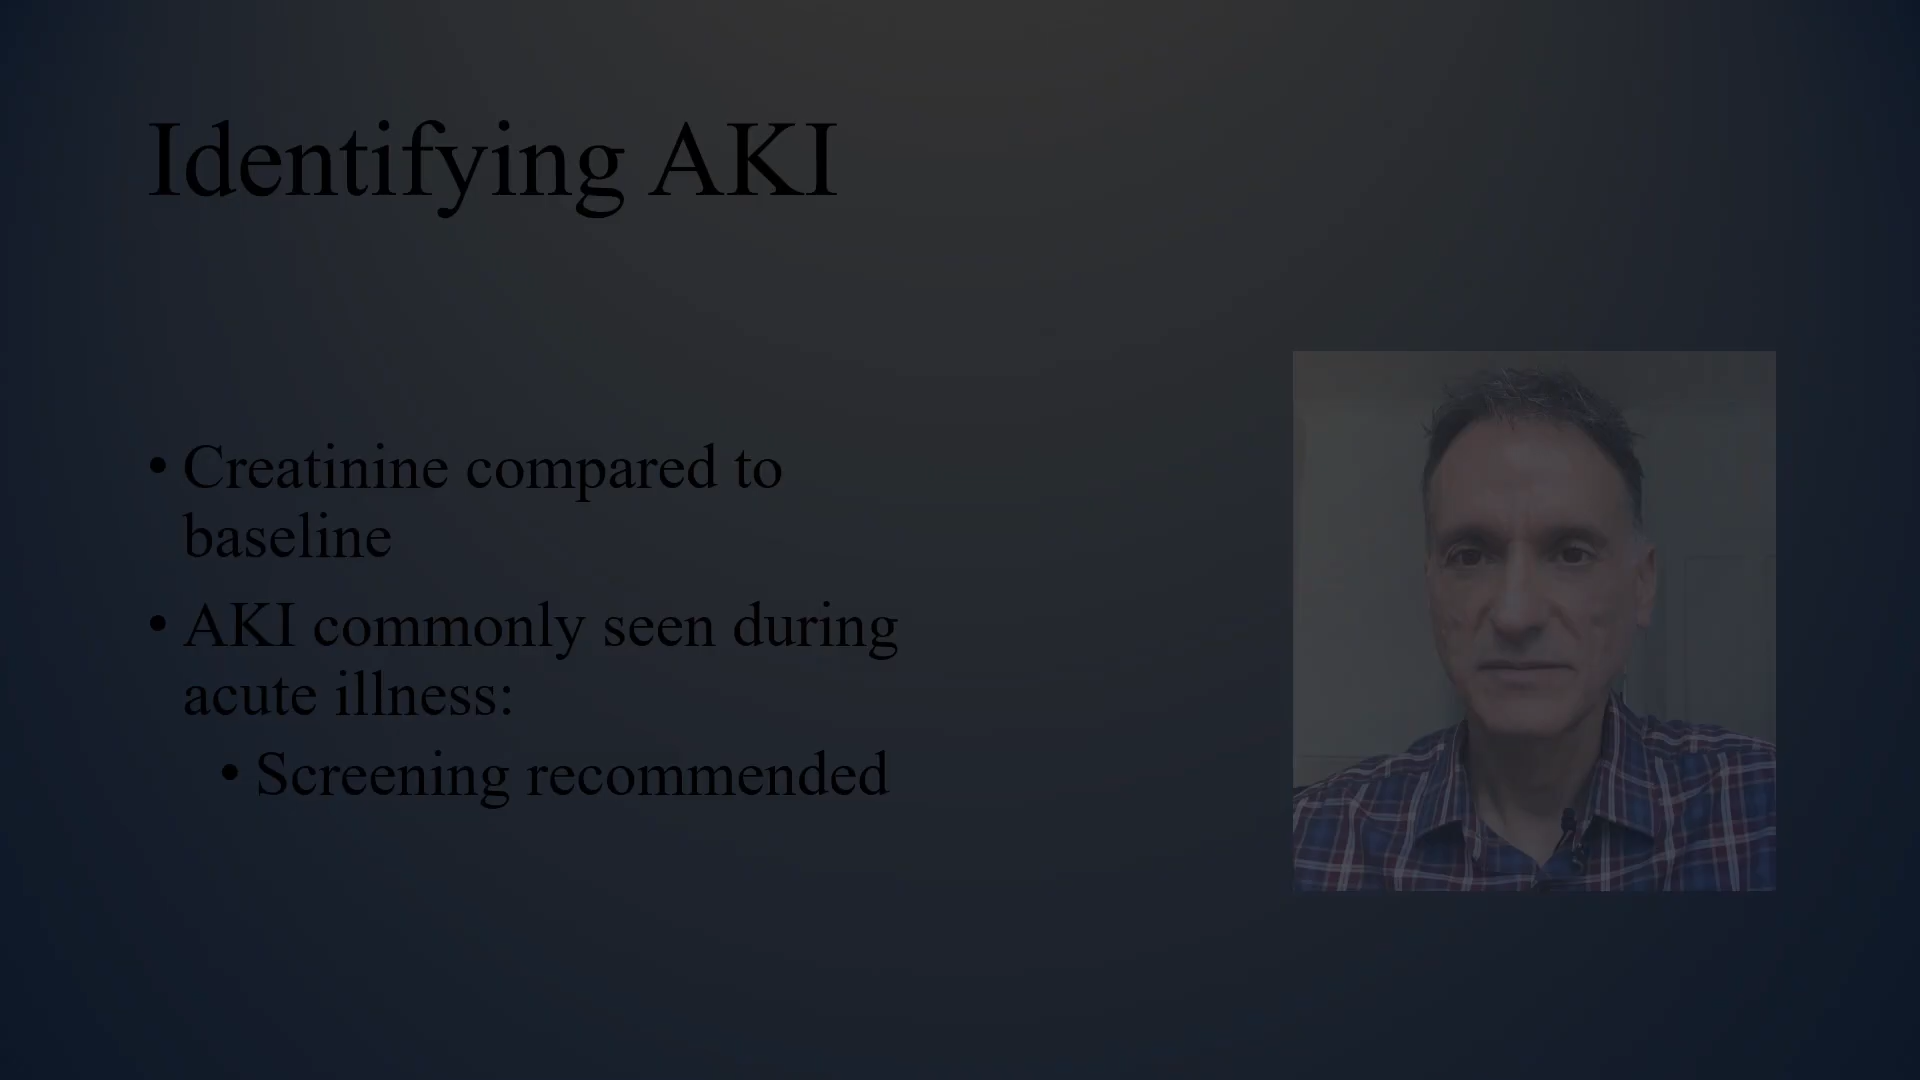 Identifying AKI
• Creatinine compared to
baseline
• AKI commonly seen during
acute illness:
• Screening recommended